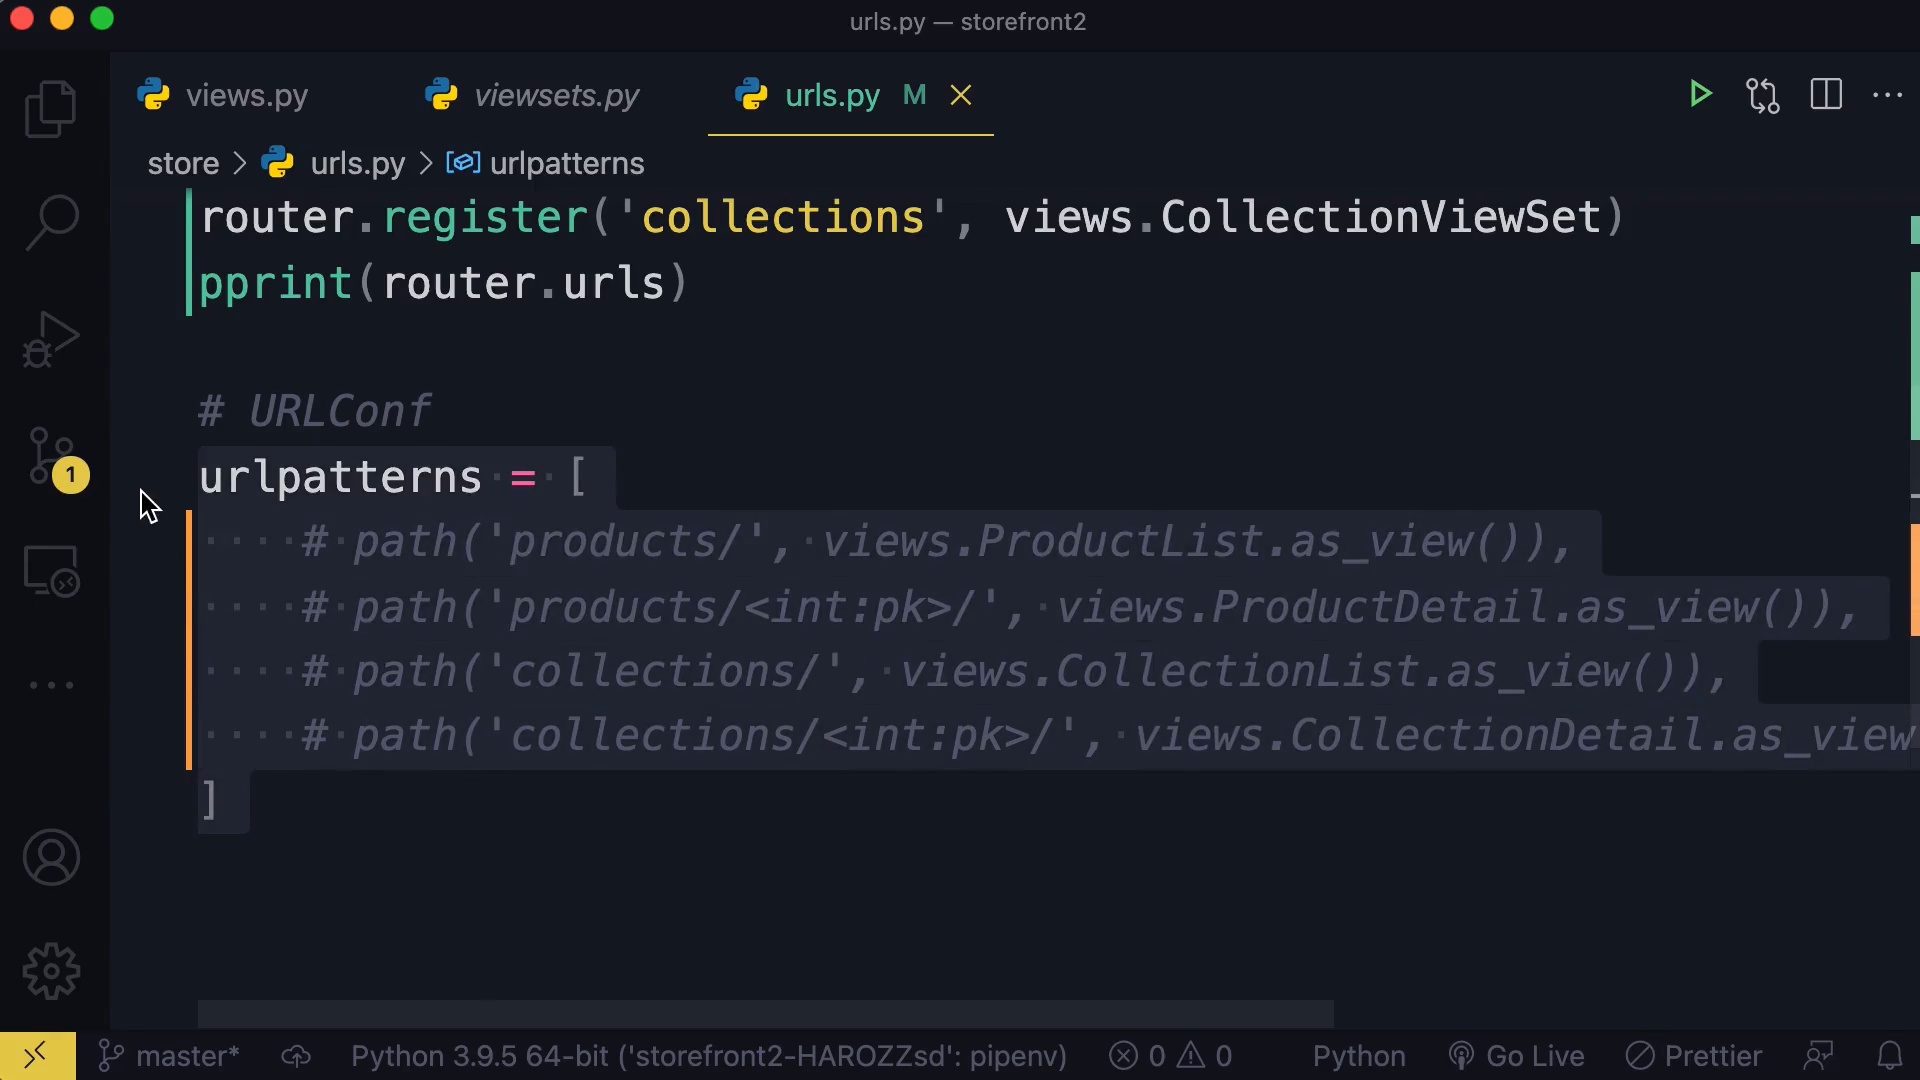 urls.py — storefront2
views.py viewsets.py urls.py M
store > urls.py > urlpatterns
router.register('collections', views.CollectionViewSet)
pprint(router.urls)
# URLConf
urlpatterns = [
# path('products/', views.ProductList.as_view()),
# path('products/<int:pk>/', views.ProductDetail.as_view()),
# path('collections/', views.CollectionList.as_view()),
# path('collections/<int:pk>/', views.CollectionDetail.as_view
]
1
master* Python 3.9.5 64-bit ('storefront2-HAROZZsd': pipenv) 0 0 Python Go Live Prettier